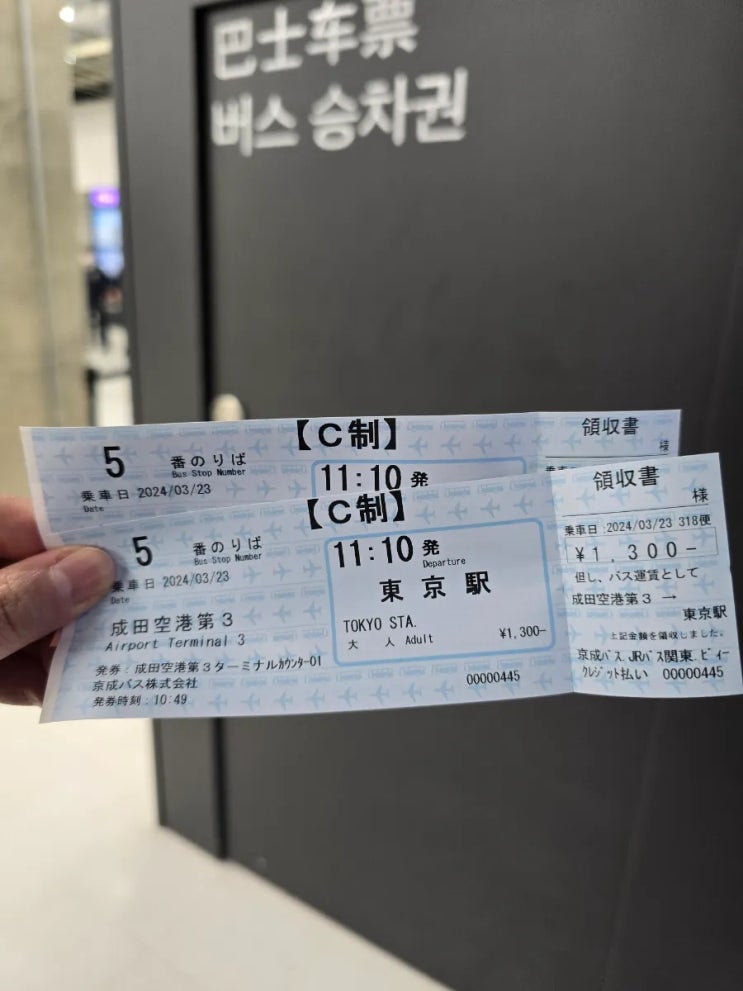 巴士车票
버스 승차권
【C制】
5 番のりば
Bus Stop Number
11:10 発
乗車日 2024/03/23
Date
領収書
様
【C制】
5 番のりば
Bus Stop Number
乗車日 2024/03/23
Date
成田空港第3
Airport Terminal 3
発券:成田空港第3ターミナルカウンター01
京成バス株式会社
発券時刻:10:49
11:10 発
Departure
東京駅
TOKYO STA.
大 人 Adult ¥1,300-
00000445
領収書
様
乗車日:2024/03/23 318便
¥1,300-
但し、バス運賃として
成田空港第3 →
東京駅
上記金額を領収しました。
京成バス、JRバス関東、ビィー
クレジット払い 00000445